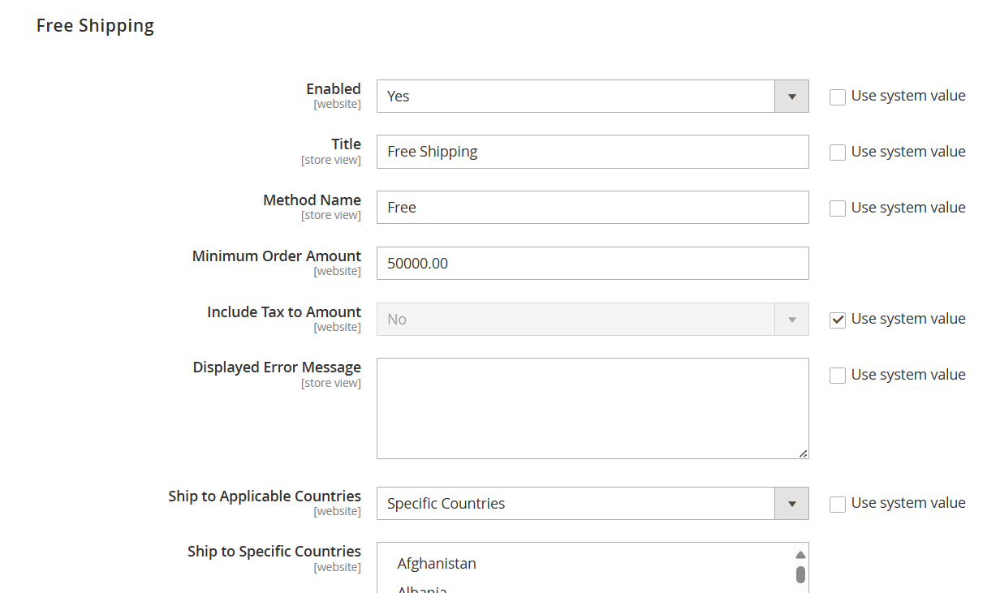 Free Shipping
Enabled
[website]
Yes
Use system value
Title
[store view]
Free Shipping
Use system value
Method Name
[store view]
Free
Use system value
Minimum Order Amount
[website]
50000.00
Include Tax to Amount
[website]
No
Use system value
Displayed Error Message
[store view]
Use system value
Ship to Applicable Countries
[website]
Specific Countries
Use system value
Ship to Specific Countries
[website]
Afghanistan
Albania